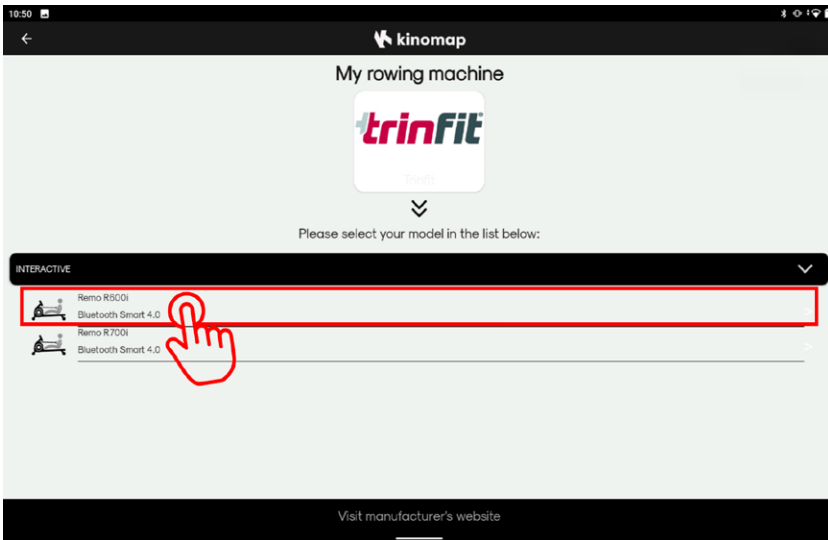 10:50
kinomap
My rowing machine
trinfit
Trinfit
Please select your model in the list below:
INTERACTIVE
Remo R600i
Bluetooth Smart 4.0
Remo R700i
Bluetooth Smart 4.0
Visit manufacturer's website